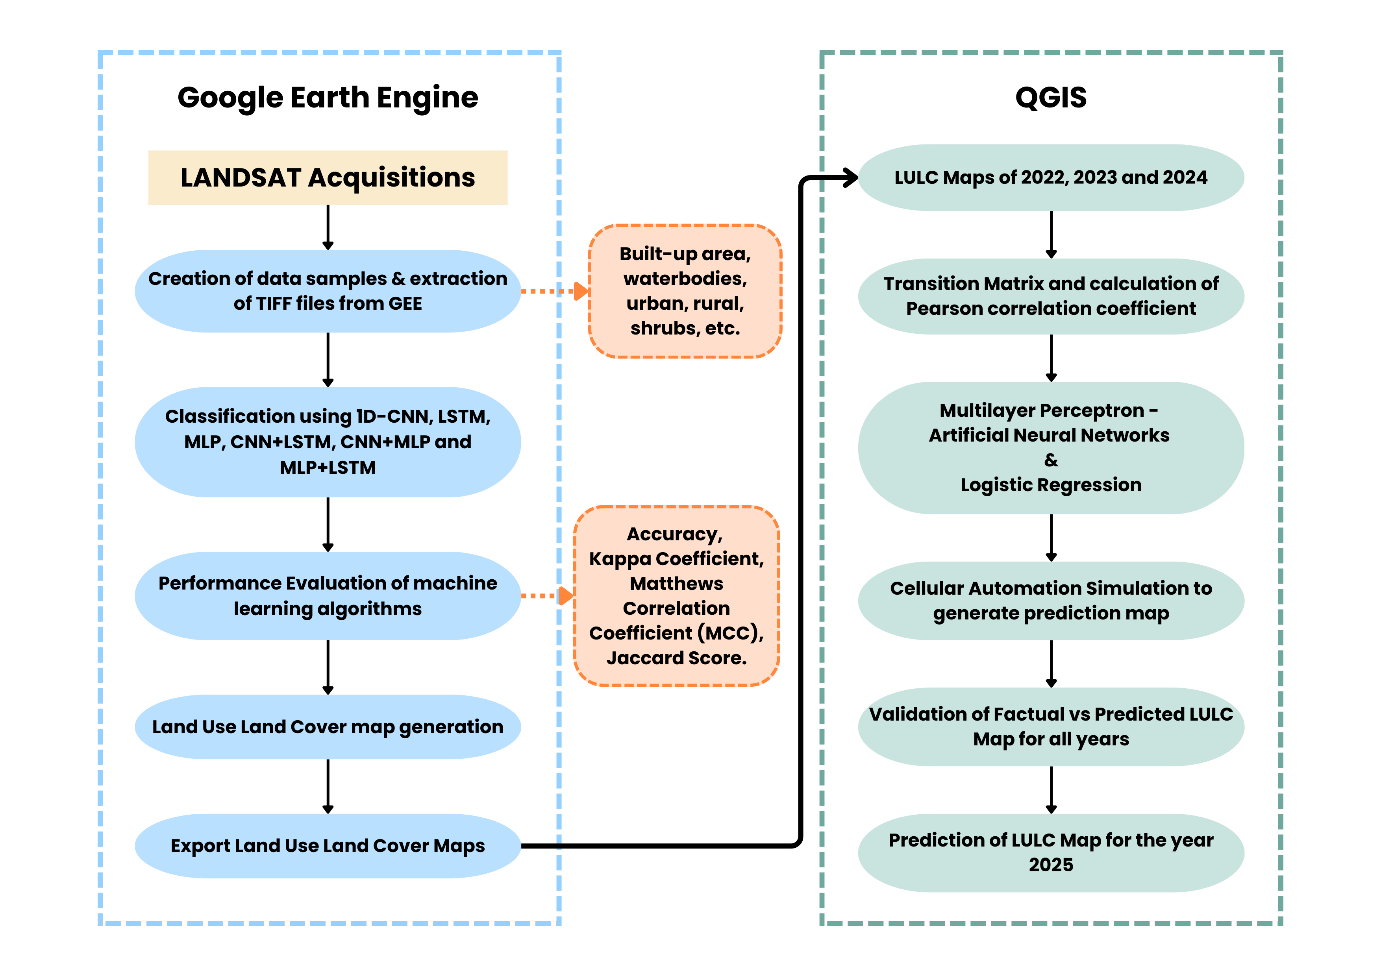 Google Earth Engine
LANDSAT Acquisitions
Creation of data samples & extraction
of TIFF files from GEE
Built-up area,
waterbodies,
urban, rural,
shrubs, etc.
Classification using 1D-CNN, LSTM,
MLP, CNN+LSTM, CNN+MLP and
MLP+LSTM
Performance Evaluation of machine
learning algorithms
Accuracy,
Kappa Coefficient,
Matthews
Correlation
Coefficient (MCC),
Jaccard Score.
Land Use Land Cover map generation
Export Land Use Land Cover Maps
QGIS
LULC Maps of 2022, 2023 and 2024
Transition Matrix and calculation of
Pearson correlation coefficient
Multilayer Perceptron -
Artificial Neural Networks
&
Logistic Regression
Cellular Automation Simulation to
generate prediction map
Validation of Factual vs Predicted LULC
Map for all years
Prediction of LULC Map for the year
2025